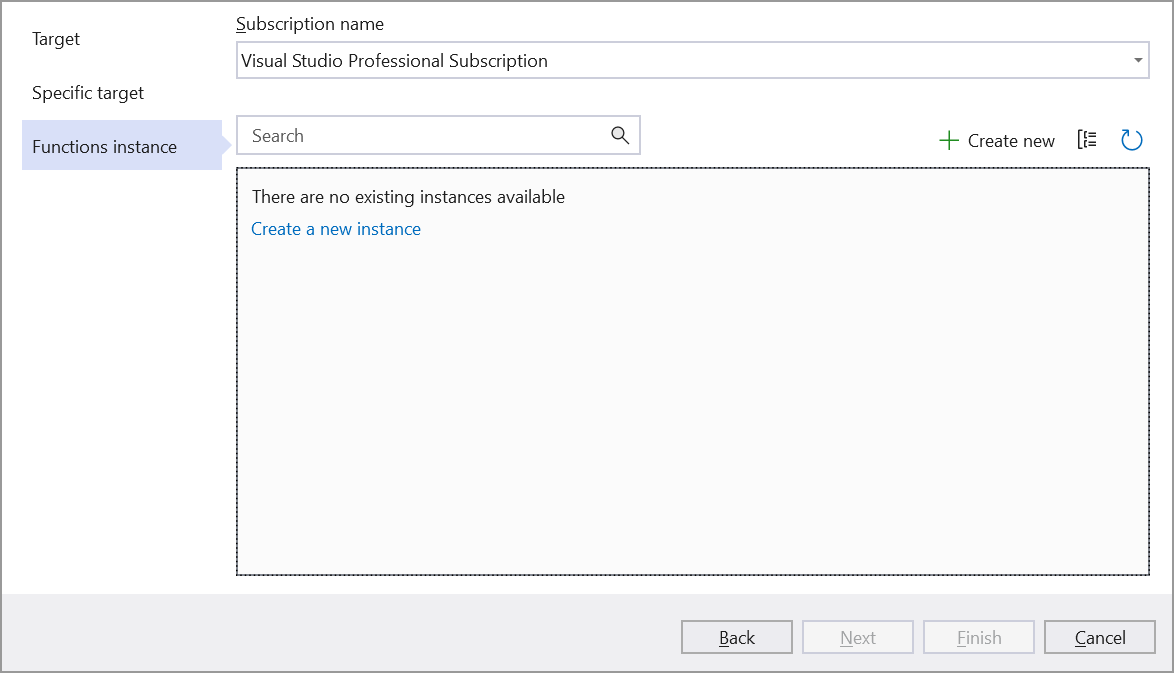 Target
Specific target
Functions instance
Subscription name
Visual Studio Professional Subscription
Search
Create new
There are no existing instances available
Create a new instance
Back
Next
Finish
Cancel